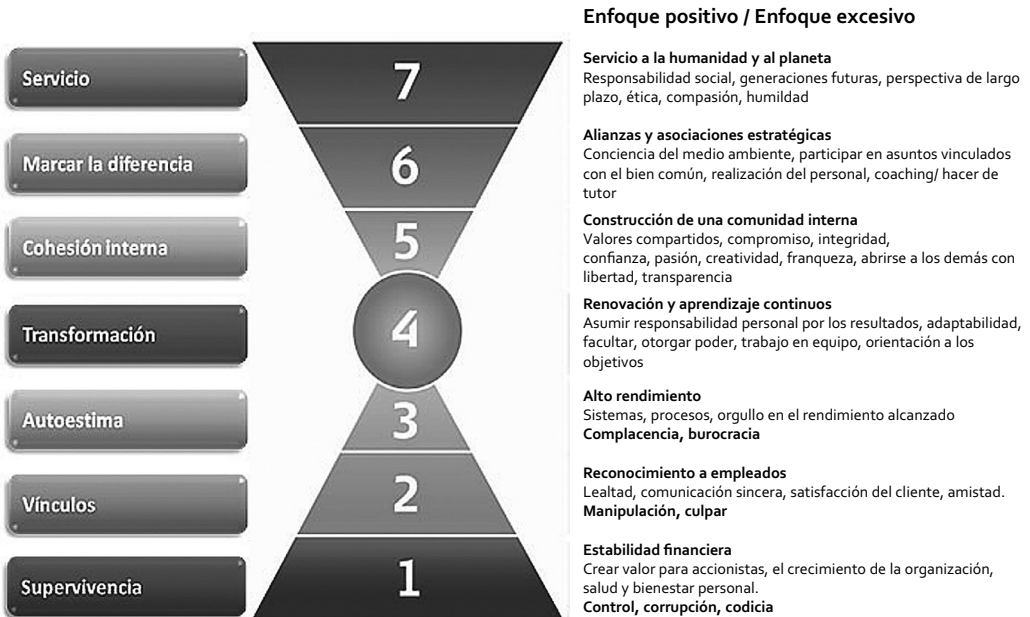 Enfoque positivo / Enfoque excesivo
Servicio
7
Servicio a la humanidad y al planeta
Responsabilidad social, generaciones futuras, perspectiva de largo
plazo, ética, compasión, humildad
Marcar la diferencia
6
Alianzas y asociaciones estratégicas
Conciencia del medio ambiente, participar en asuntos vinculados
con el bien común, realización del personal, coaching/ hacer de
tutor
Cohesión interna
5
Construcción de una comunidad interna
Valores compartidos, compromiso, integridad,
confianza, pasión, creatividad, franqueza, abrirse a los demás con
libertad, transparencia
Transformación
4
Renovación y aprendizaje continuos
Asumir responsabilidad personal por los resultados, adaptabilidad,
facultar, otorgar poder, trabajo en equipo, orientación a los
objetivos
Autoestima
3
Alto rendimiento
Sistemas, procesos, orgullo en el rendimiento alcanzado
Complacencia, burocracia
Vínculos
2
Reconocimiento a empleados
Lealtad, comunicación sincera, satisfacción del cliente, amistad.
Manipulación, culpar
Supervivencia
1
Estabilidad financiera
Crear valor para accionistas, el crecimiento de la organización,
salud y bienestar personal.
Control, corrupción, codicia